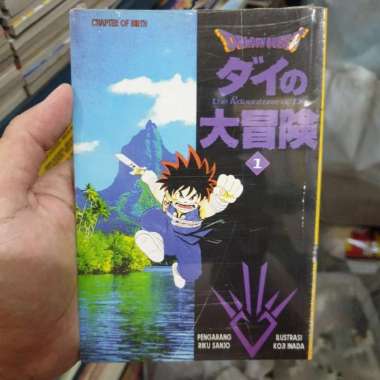 CHAPTER OF BIRTH
DRAGON QUEST
ダイの
The Adventure of Dai
大冒険
1
PENGARANG
RIKU SANJO
ILUSTRASI
KOJI INADA